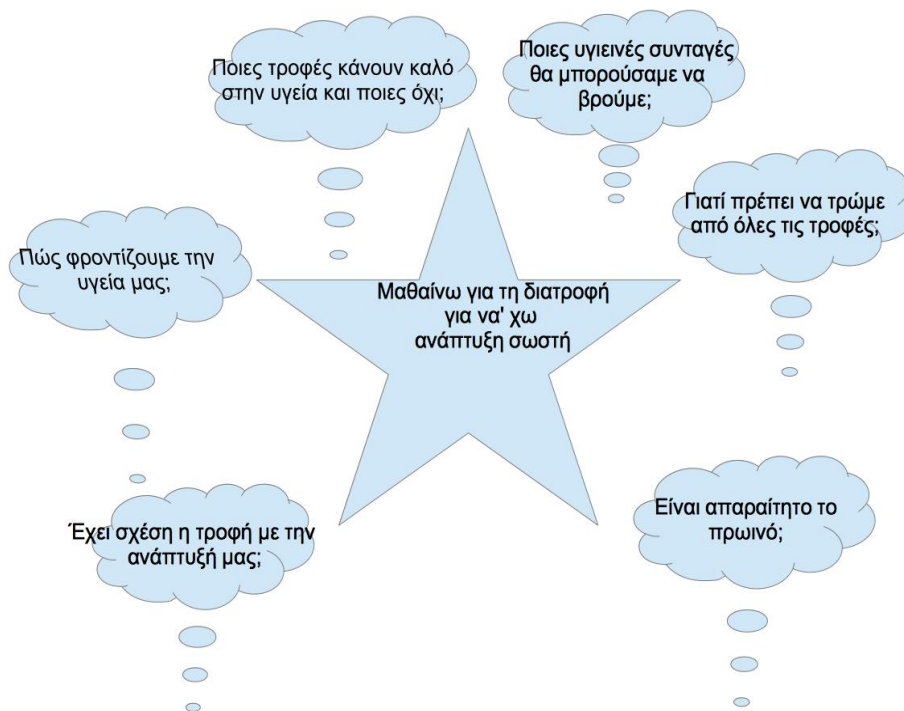 Ποιες τροφές κάνουν καλό
στην υγεία και ποιες όχι;
Ποιες υγιεινές συνταγές
θα μπορούσαμε να
βρούμε;
Γιατί πρέπει να τρώμε
από όλες τις τροφές;
Πώς φροντίζουμε την
υγεία μας;
Μαθαίνω για τη διατροφή
για να' χω
ανάπτυξη σωστή
Έχει σχέση η τροφή με την
ανάπτυξή μας;
Είναι απαραίτητο το
πρωινό;